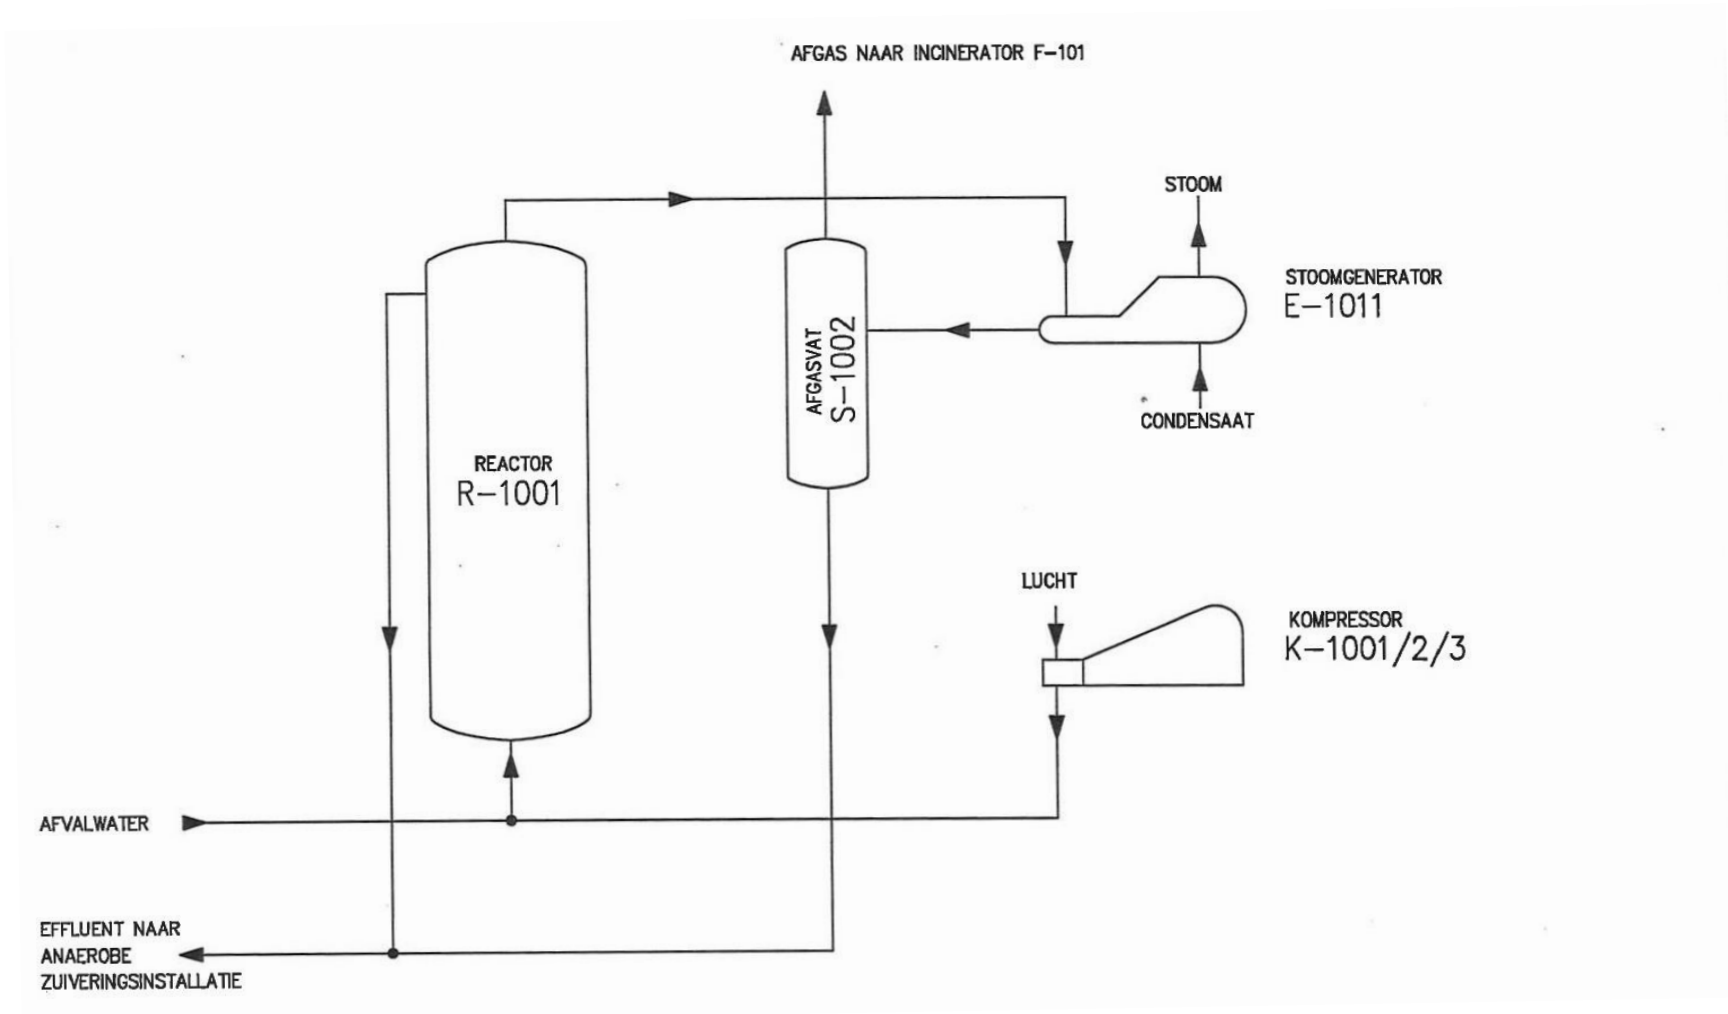 AFGAS NAAR INCINERATOR F-101
STOOM
STOOMGENERATOR
E-1011
AFGASVAT
S-1002
CONDENSAAT
REACTOR
R-1001
LUCHT
KOMPRESSOR
K-1001/2/3
AFVALWATER
EFFLUENT NAAR
ANAEROBE
ZUIVERINGSINSTALLATIE